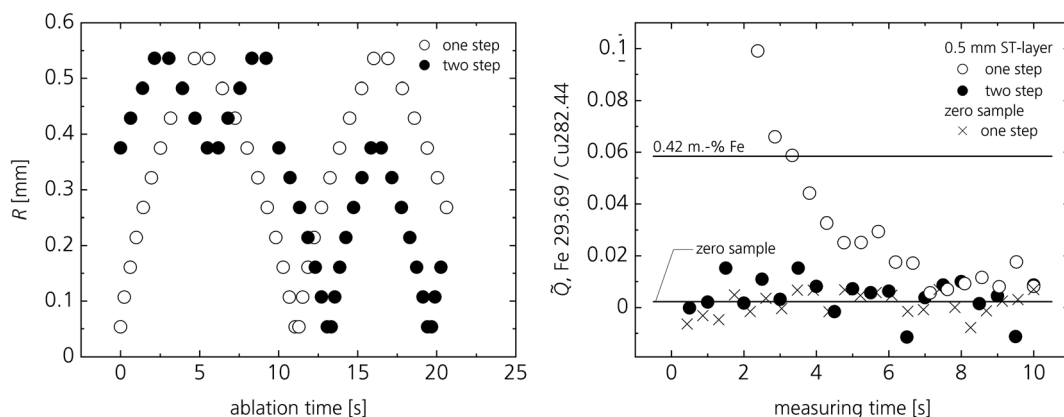 0.6
0.5
0.4
0.3
0.2
0.1
0
R [mm]
one step
two step
0 5 10 15 20 25
ablation time [s]
0.1
0.08
0.06
0.04
0.02
0
Q̃, Fe 293.69 / Cu282.44
0.5 mm ST-layer
one step
two step
zero sample
one step
0.42 m.-% Fe
zero sample
0 2 4 6 8 10
measuring time [s]